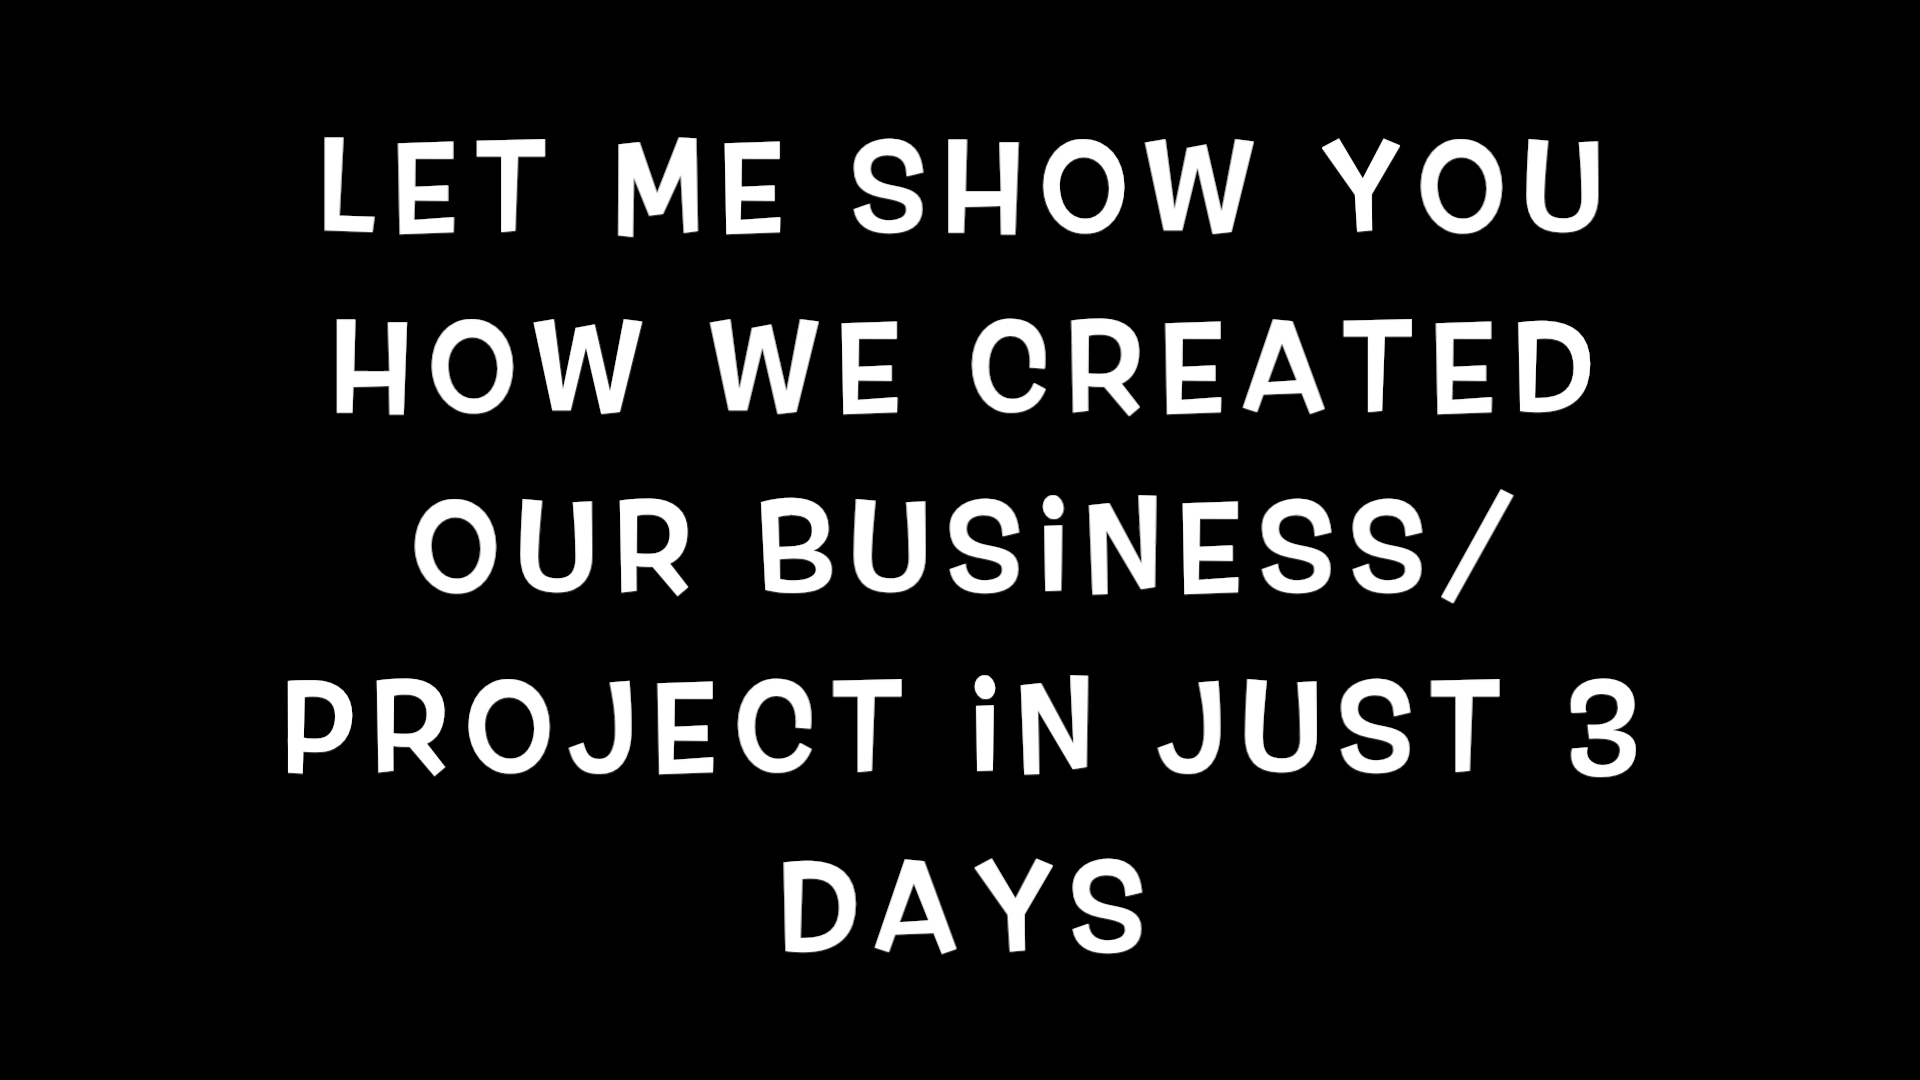 LET ME SHOW YOU
HOW WE CREATED
OUR BUSiNESS/
PROJECT iN JUST 3
DAYS